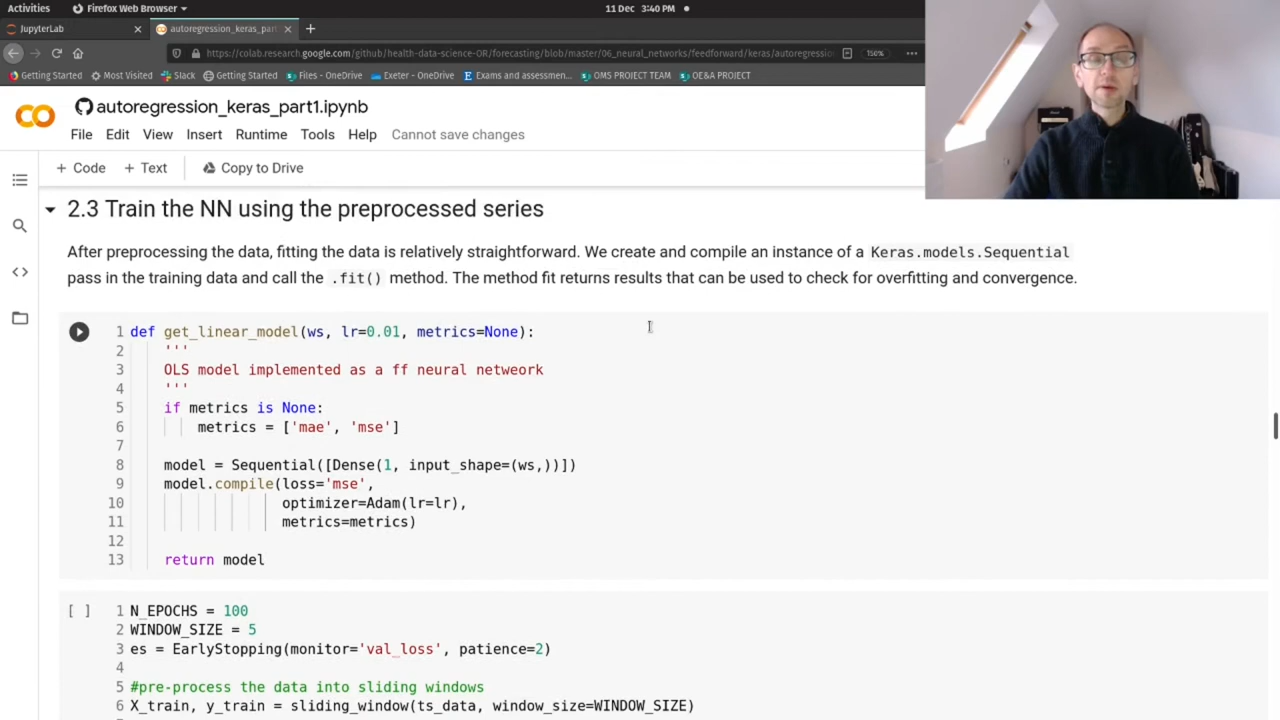 Activities
Firefox Web Browser
11 Dec 3:40 PM
JupyterLab
autoregression_keras_part
https://colab.research.google.com/github/health-data-science-OR/forecasting/blob/master/06_neural_networks/feedforward/keras/autoregressio
150%
Getting Started
Most Visited
Slack
Getting Started
Files - OneDrive
Exeter - OneDrive
Exams and assessmen...
OMS PROJECT TEAM
OE&A PROJECT
autoregression_keras_part1.ipynb
File Edit View Insert Runtime Tools Help Cannot save changes
+ Code + Text Copy to Drive
2.3 Train the NN using the preprocessed series
After preprocessing the data, fitting the data is relatively straightforward. We create and compile an instance of a Keras.models.Sequential
pass in the training data and call the .fit() method. The method fit returns results that can be used to check for overfitting and convergence.
1 def get_linear_model(ws, lr=0.01, metrics=None):
2 '''
3 OLS model implemented as a ff neural netweork
4 '''
5 if metrics is None:
6 metrics = ['mae', 'mse']
7
8 model = Sequential([Dense(1, input_shape=(ws,))])
9 model.compile(loss='mse',
10 optimizer=Adam(lr=lr),
11 metrics=metrics)
12
13 return model
[ ] 1 N_EPOCHS = 100
2 WINDOW_SIZE = 5
3 es = EarlyStopping(monitor='val_loss', patience=2)
4
5 #pre-process the data into sliding windows
6 X_train, y_train = sliding_window(ts_data, window_size=WINDOW_SIZE)